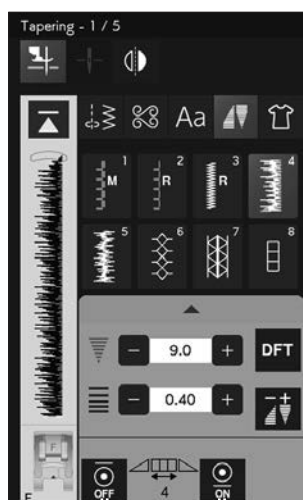 Tapering - 1 / 5
Aa
1 2 3 4
M R R
5 6 7 8
− 9.0 + DFT
− 0.40 + − +
F
OFF 4 ON
F